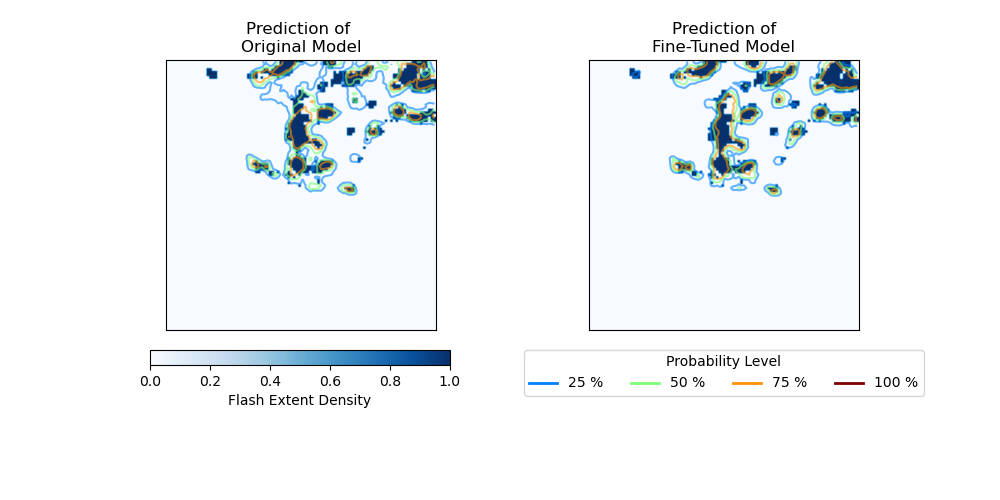 Prediction of
Original Model
Prediction of
Fine-Tuned Model
0.0 0.2 0.4 0.6 0.8 1.0
Flash Extent Density
Probability Level
25 % 50 % 75 % 100 %